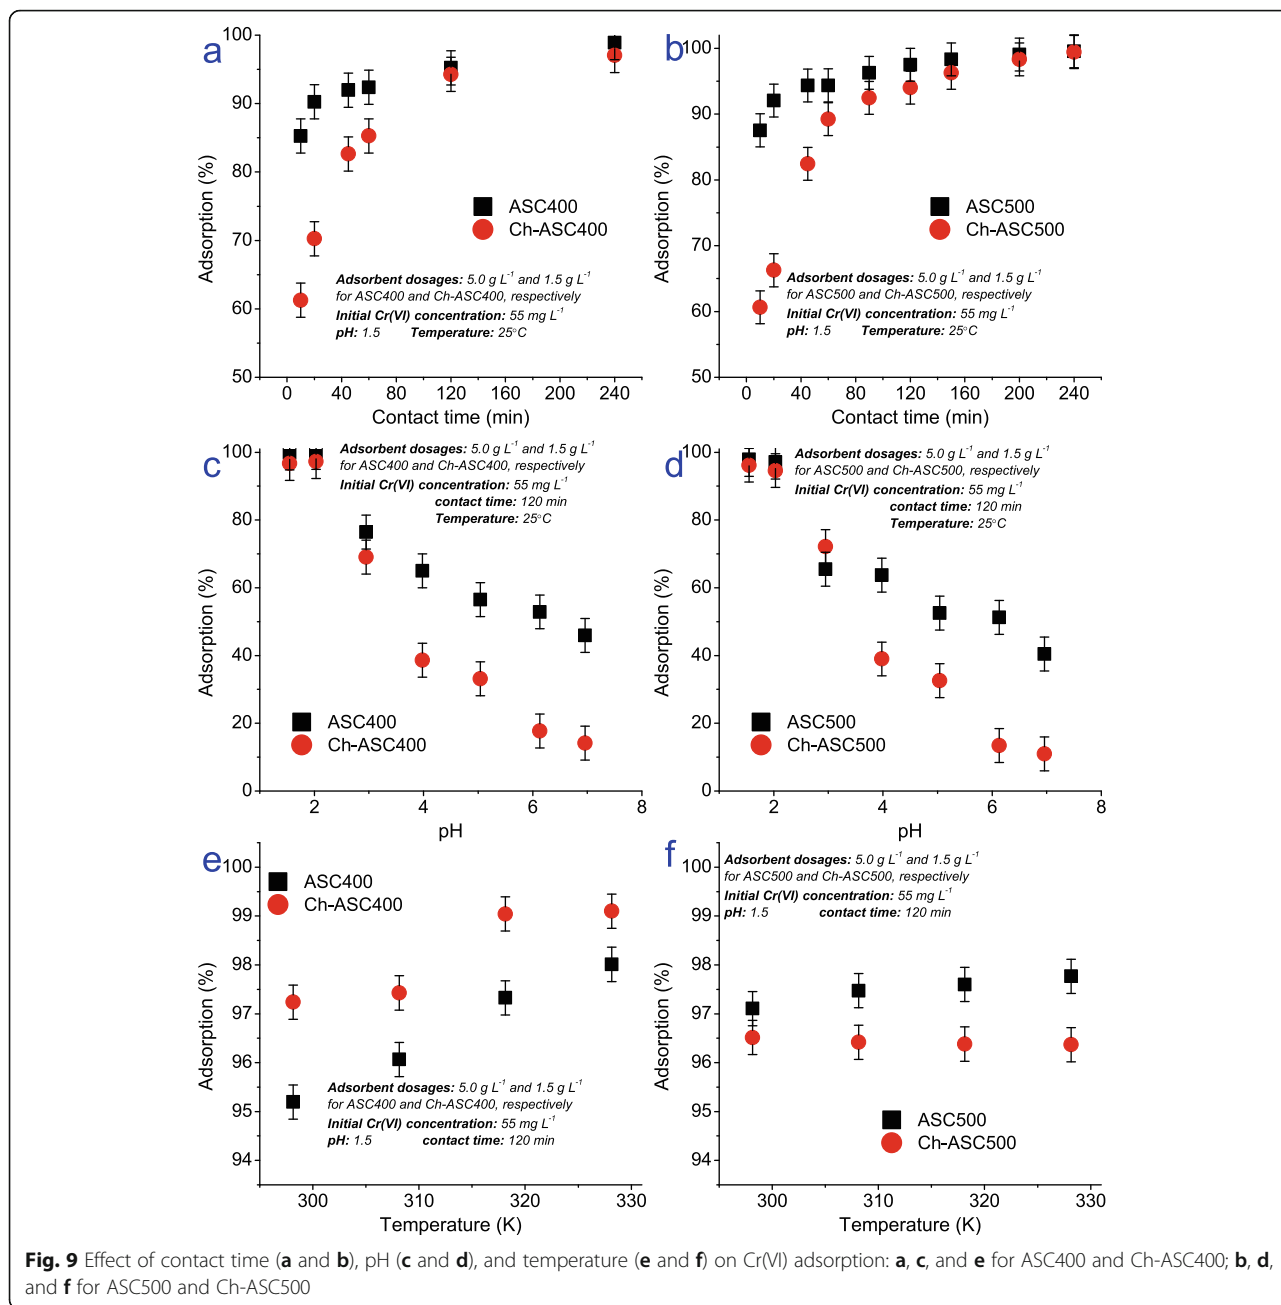 a
100
90
80
70
60
50
Adsorption (%)
ASC400
Ch-ASC400
Adsorbent dosages: 5.0 g L⁻¹ and 1.5 g L⁻¹
for ASC400 and Ch-ASC400, respectively
Initial Cr(VI) concentration: 55 mg L⁻¹
pH: 1.5 Temperature: 25°C
0 40 80 120 160 200 240
Contact time (min)
b
100
90
80
70
60
50
Adsorption (%)
ASC500
Ch-ASC500
Adsorbent dosages: 5.0 g L⁻¹ and 1.5 g L⁻¹
for ASC500 and Ch-ASC500, respectively
Initial Cr(VI) concentration: 55 mg L⁻¹
pH: 1.5 Temperature: 25°C
0 40 80 120 160 200 240
Contact time (min)
c
100
80
60
40
20
0
Adsorption (%)
Adsorbent dosages: 5.0 g L⁻¹ and 1.5 g L⁻¹
for ASC400 and Ch-ASC400, respectively
Initial Cr(VI) concentration: 55 mg L⁻¹
contact time: 120 min
Temperature: 25°C
ASC400
Ch-ASC400
2 4 6 8
pH
d
100
80
60
40
20
0
Adsorption (%)
Adsorbent dosages: 5.0 g L⁻¹ and 1.5 g L⁻¹
for ASC500 and Ch-ASC500, respectively
Initial Cr(VI) concentration: 55 mg L⁻¹
contact time: 120 min
Temperature: 25°C
ASC500
Ch-ASC500
2 4 6 8
pH
e
100
99
98
97
96
95
94
Adsorption (%)
ASC400
Ch-ASC400
Adsorbent dosages: 5.0 g L⁻¹ and 1.5 g L⁻¹
for ASC400 and Ch-ASC400, respectively
Initial Cr(VI) concentration: 55 mg L⁻¹
pH: 1.5 contact time: 120 min
300 310 320 330
Temperature (K)
f
100
99
98
97
96
95
94
Adsorption (%)
Adsorbent dosages: 5.0 g L⁻¹ and 1.5 g L⁻¹
for ASC500 and Ch-ASC500, respectively
Initial Cr(VI) concentration: 55 mg L⁻¹
pH: 1.5 contact time: 120 min
ASC500
Ch-ASC500
300 310 320 330
Temperature (K)
Fig. 9 Effect of contact time (a and b), pH (c and d), and temperature (e and f) on Cr(VI) adsorption: a, c, and e for ASC400 and Ch-ASC400; b, d,
and f for ASC500 and Ch-ASC500